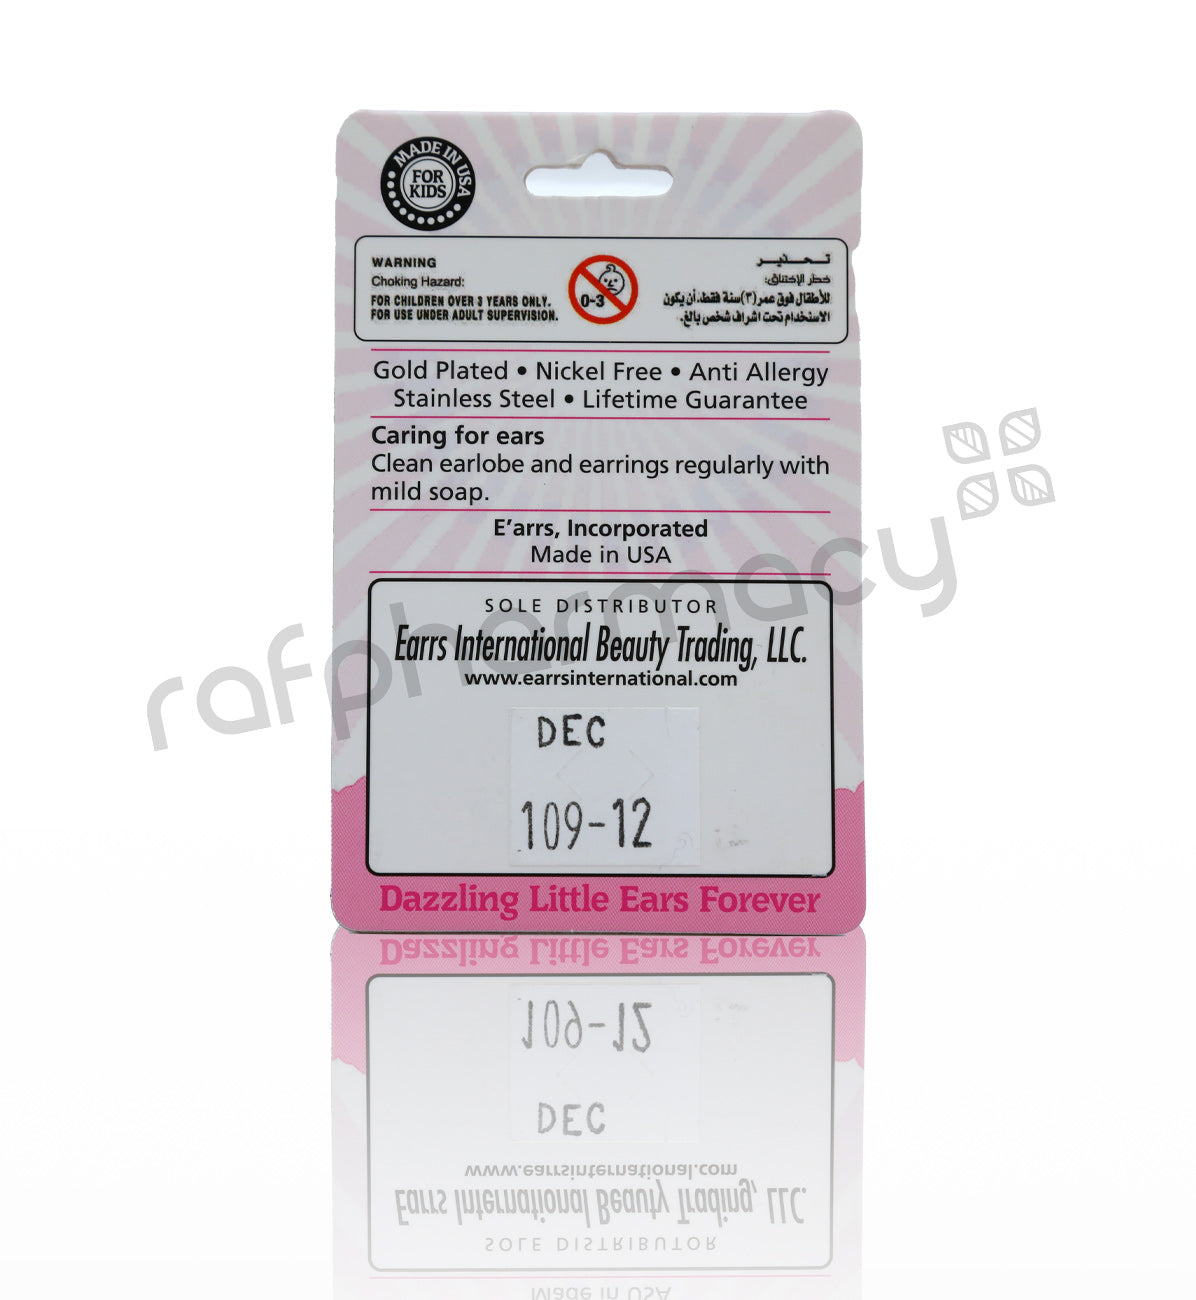 MADE IN USA
FOR
KIDS
WARNING
Choking Hazard:
FOR CHILDREN OVER 3 YEARS ONLY.
FOR USE UNDER ADULT SUPERVISION.
0-3
تحذير
خطر الإختناق:
للأطفال فوق عمر (٣) سنة فقط، أن يكون
الاستخدام تحت اشراف شخص بالغ.
Gold Plated • Nickel Free • Anti Allergy
Stainless Steel • Lifetime Guarantee
Caring for ears
Clean earlobe and earrings regularly with
mild soap.
E'arrs, Incorporated
Made in USA
SOLE DISTRIBUTOR
Earrs International Beauty Trading, LLC.
www.earrsinternational.com
DEC
109-12
Dazzling Little Ears Forever
rafpharmacy